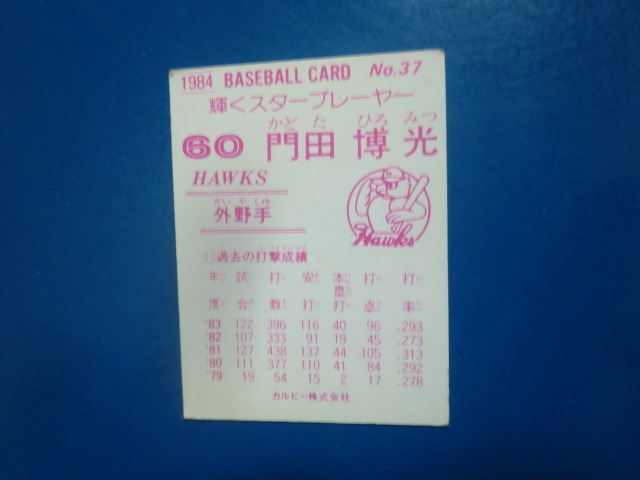 1984 BASEBALL CARD No.37
輝くスタープレーヤー
かどた ひろみつ
60 門田 博光
HAWKS
がいやしゅ
外野手
Hawks
過去の打撃成績
年度 試合 打数 安打 本塁打 打点 打率
'83 122 396 116 40 96 .293
'82 107 333 91 19 45 .273
'81 127 438 137 44 105 .313
'80 111 377 110 41 84 .292
'79 19 54 15 2 17 .278
カルビー株式会社